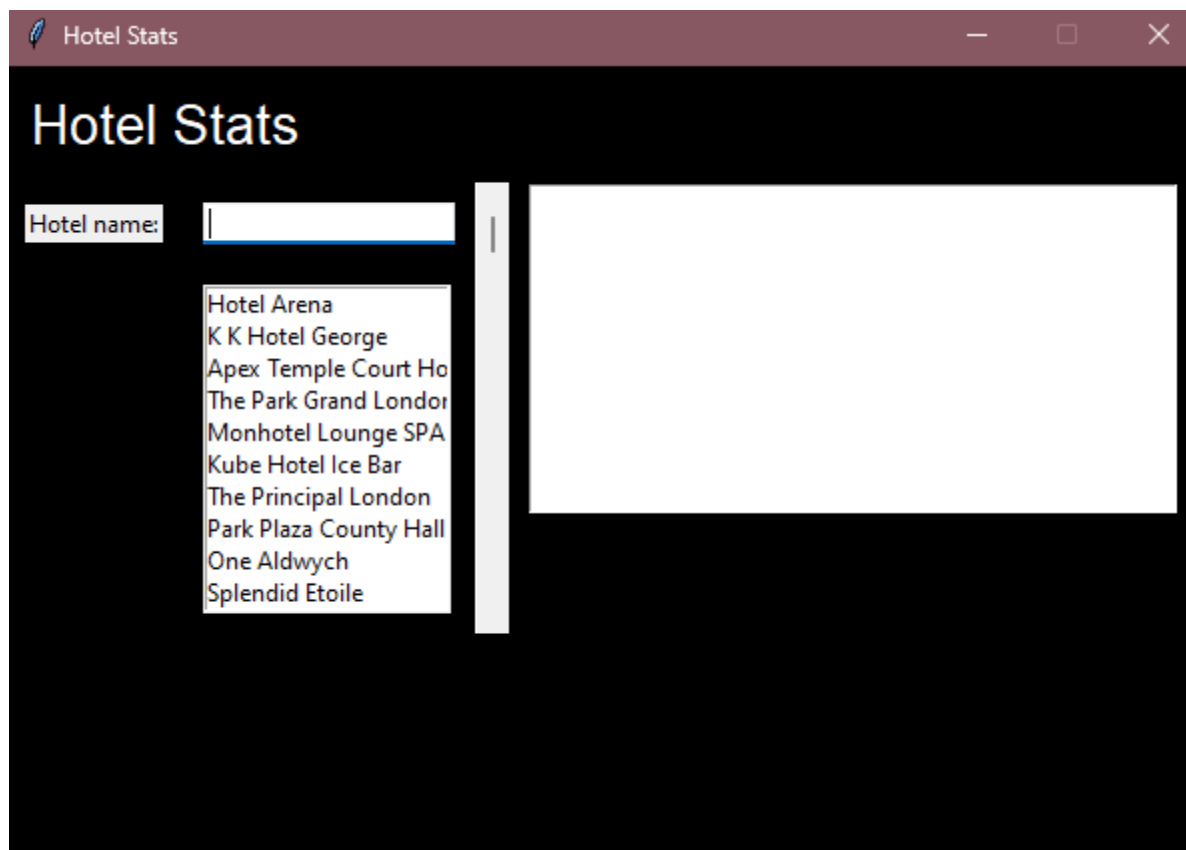 Hotel Stats
Hotel Stats
Hotel name:
Hotel Arena
K K Hotel George
Apex Temple Court Ho
The Park Grand London
Monhotel Lounge SPA
Kube Hotel Ice Bar
The Principal London
Park Plaza County Hall
One Aldwych
Splendid Etoile